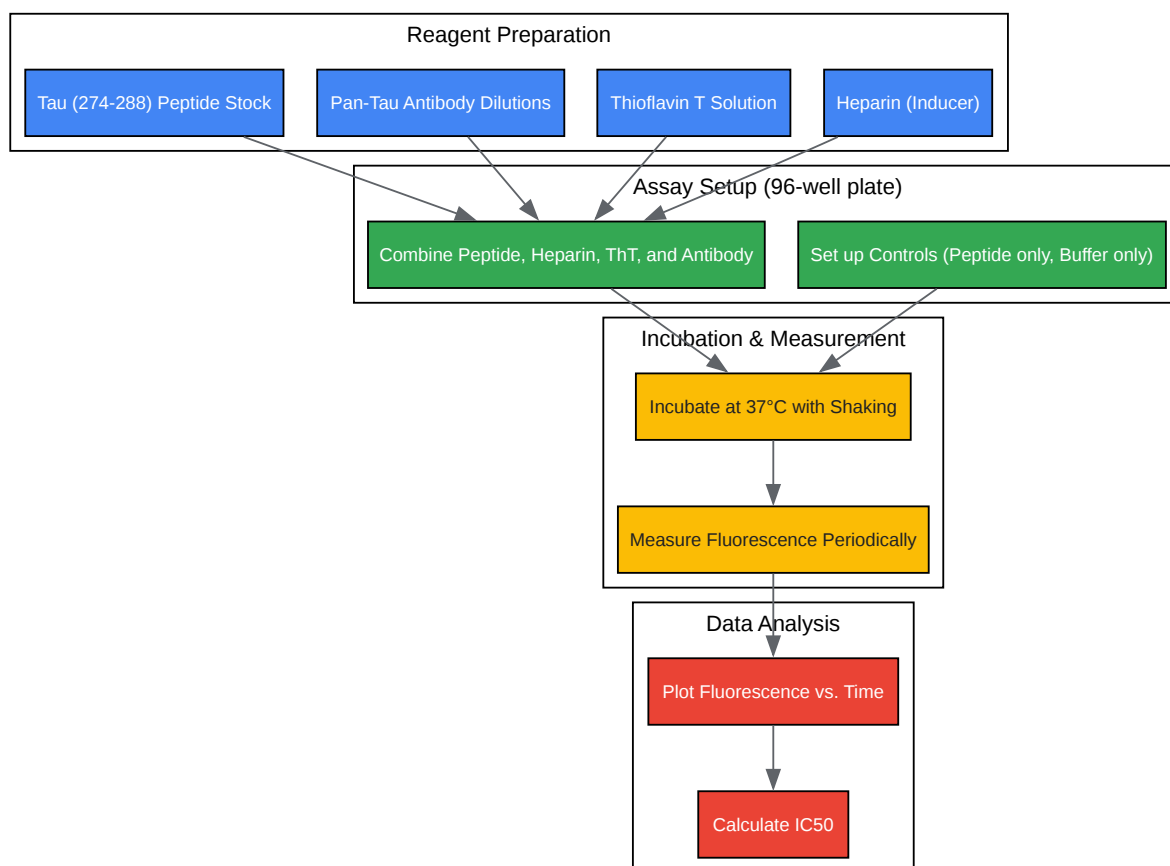 Reagent Preparation
Tau (274-288) Peptide Stock
Pan-Tau Antibody Dilutions
Thioflavin T Solution
Heparin (Inducer)
Assay Setup (96-well plate)
Combine Peptide, Heparin, ThT, and Antibody
Set up Controls (Peptide only, Buffer only)
Incubation & Measurement
Incubate at 37°C with Shaking
Measure Fluorescence Periodically
Data Analysis
Plot Fluorescence vs. Time
Calculate IC50